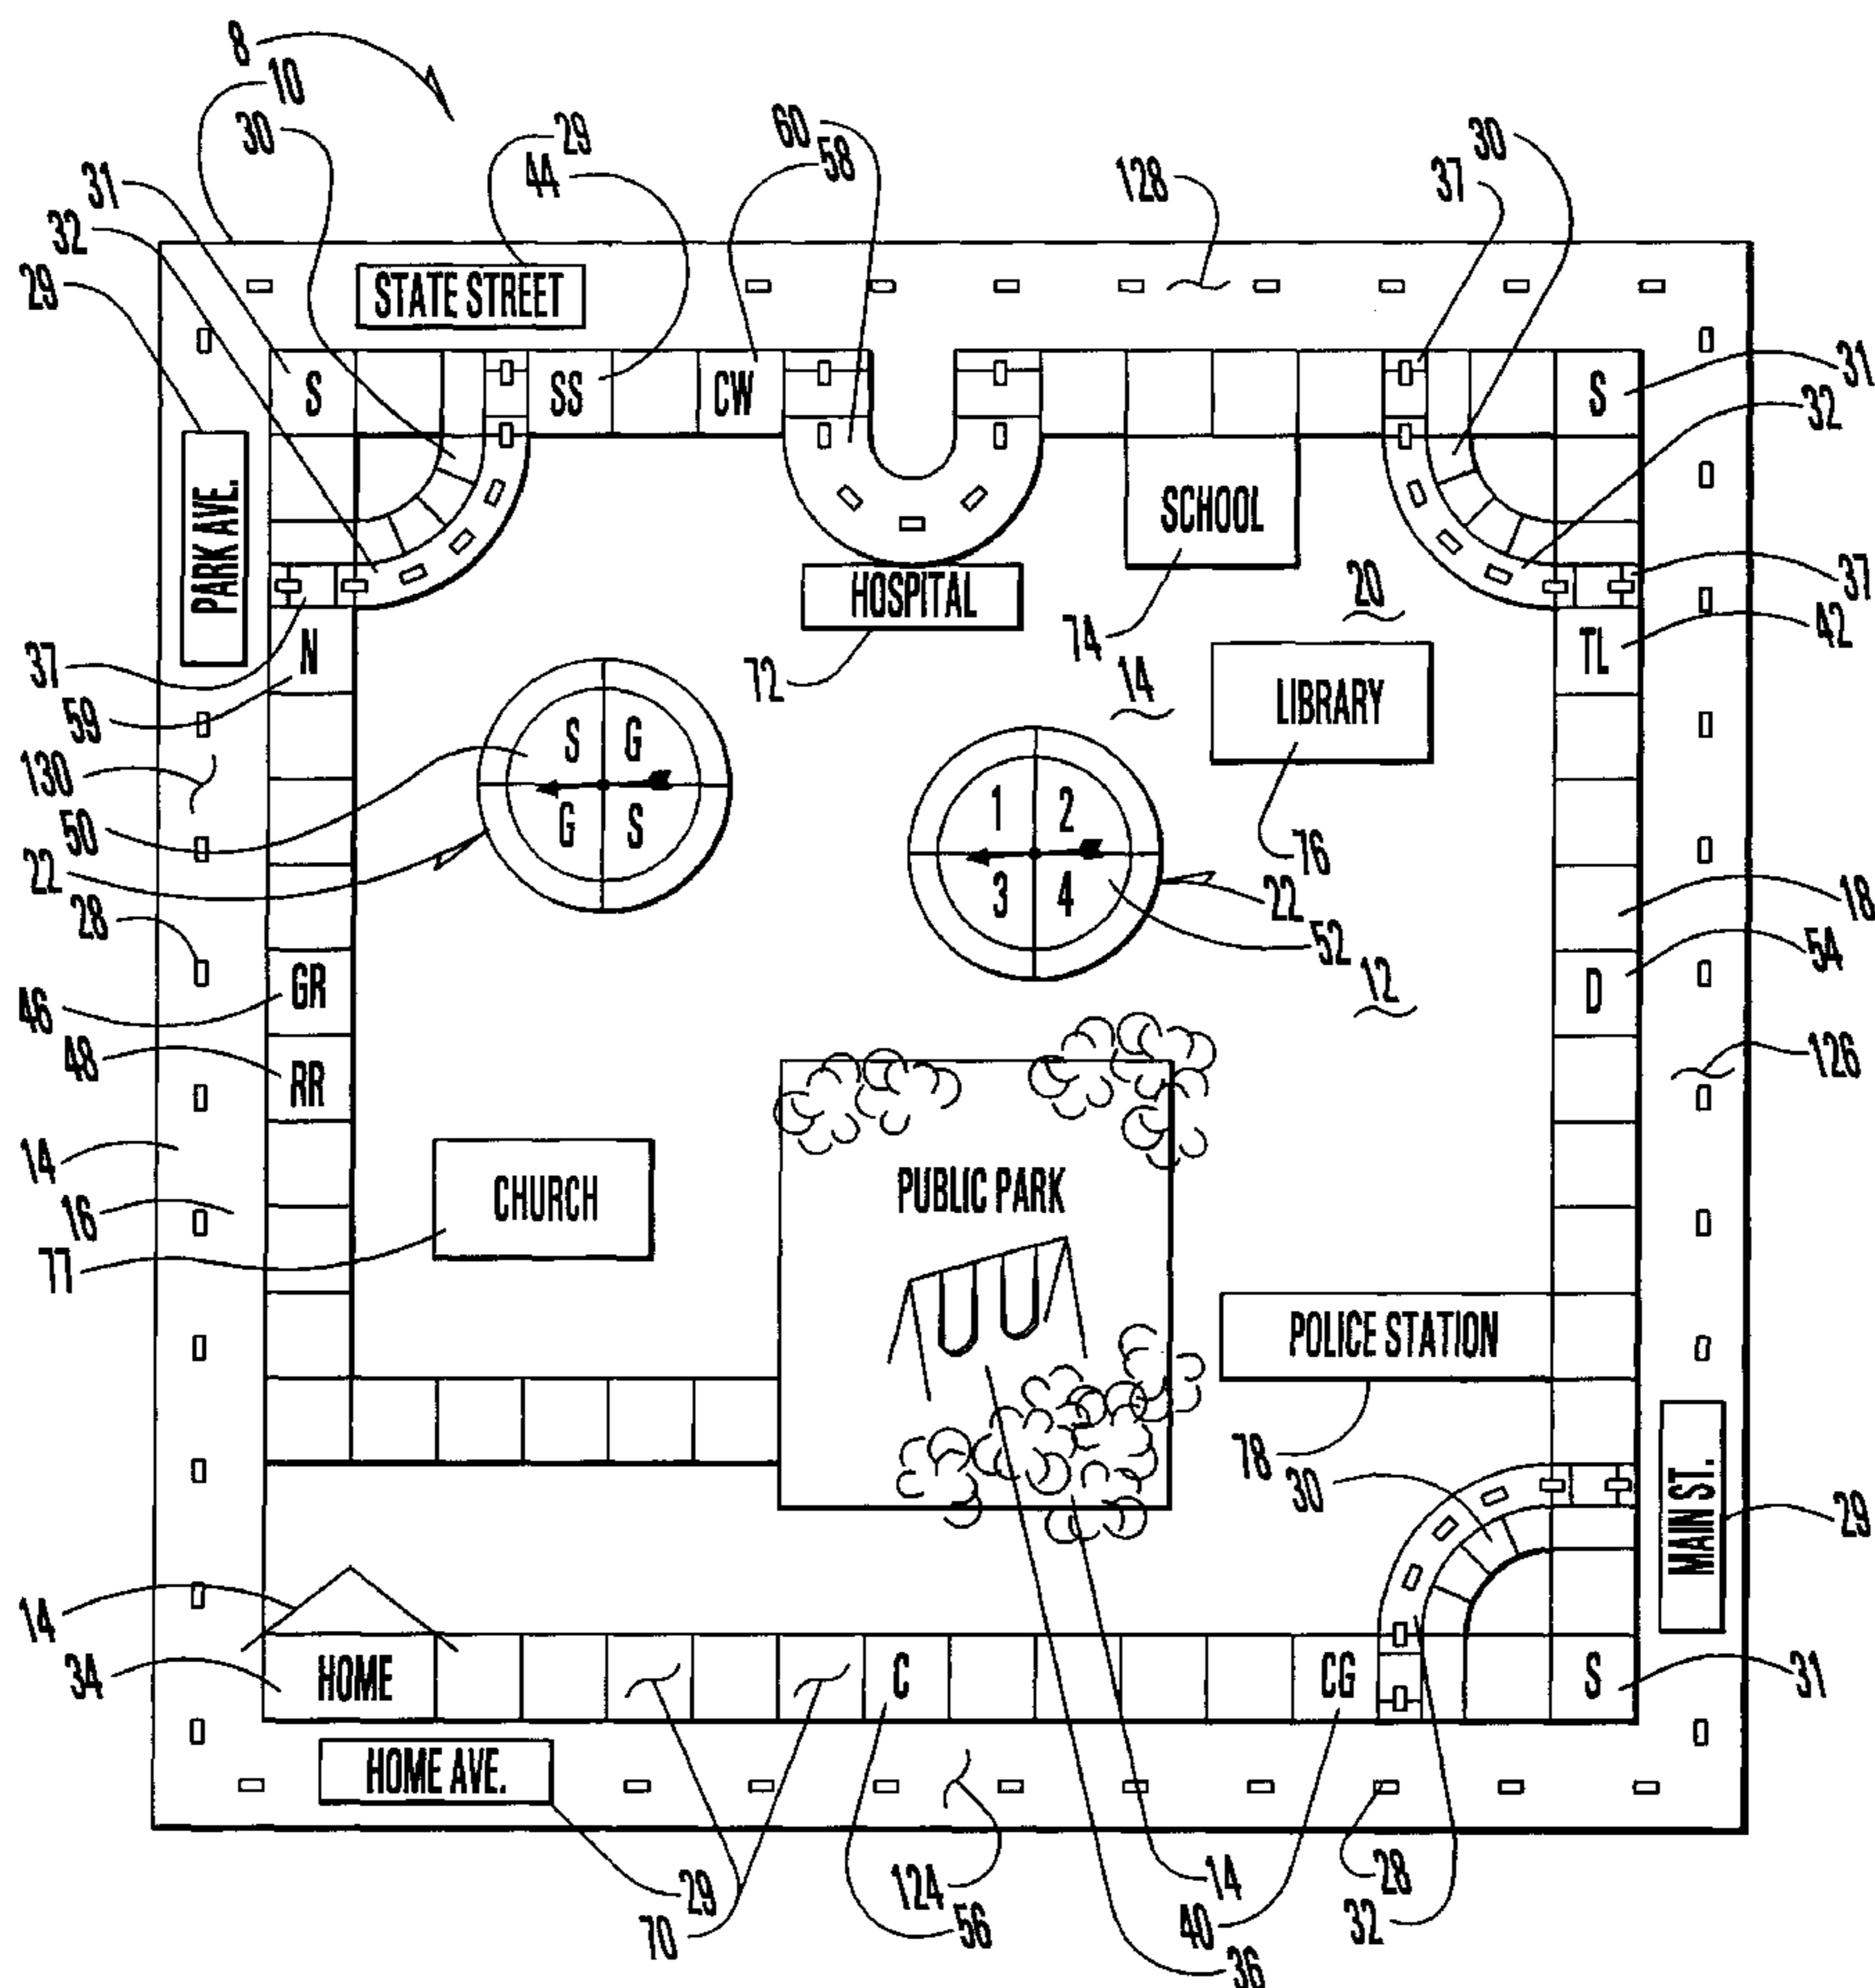 8
10
30
29
44
60
58
128
37
30
31
32
29
STATE STREET
31
32
S
SS
CW
S
PARK AVE.
SCHOOL
HOSPITAL
20
37
42
37
59
N
72
74
14
TL
LIBRARY
130
50
22
28
S G
G S
1 2
3 4
76
22
52
18
54
46
48
GR
RR
12
D
126
14
16
77
CHURCH
PUBLIC PARK
POLICE STATION
78
30
MAIN ST.
29
14
34
HOME
C
CG
S
31
HOME AVE.
29
70
124
56
14
40
36
28
32